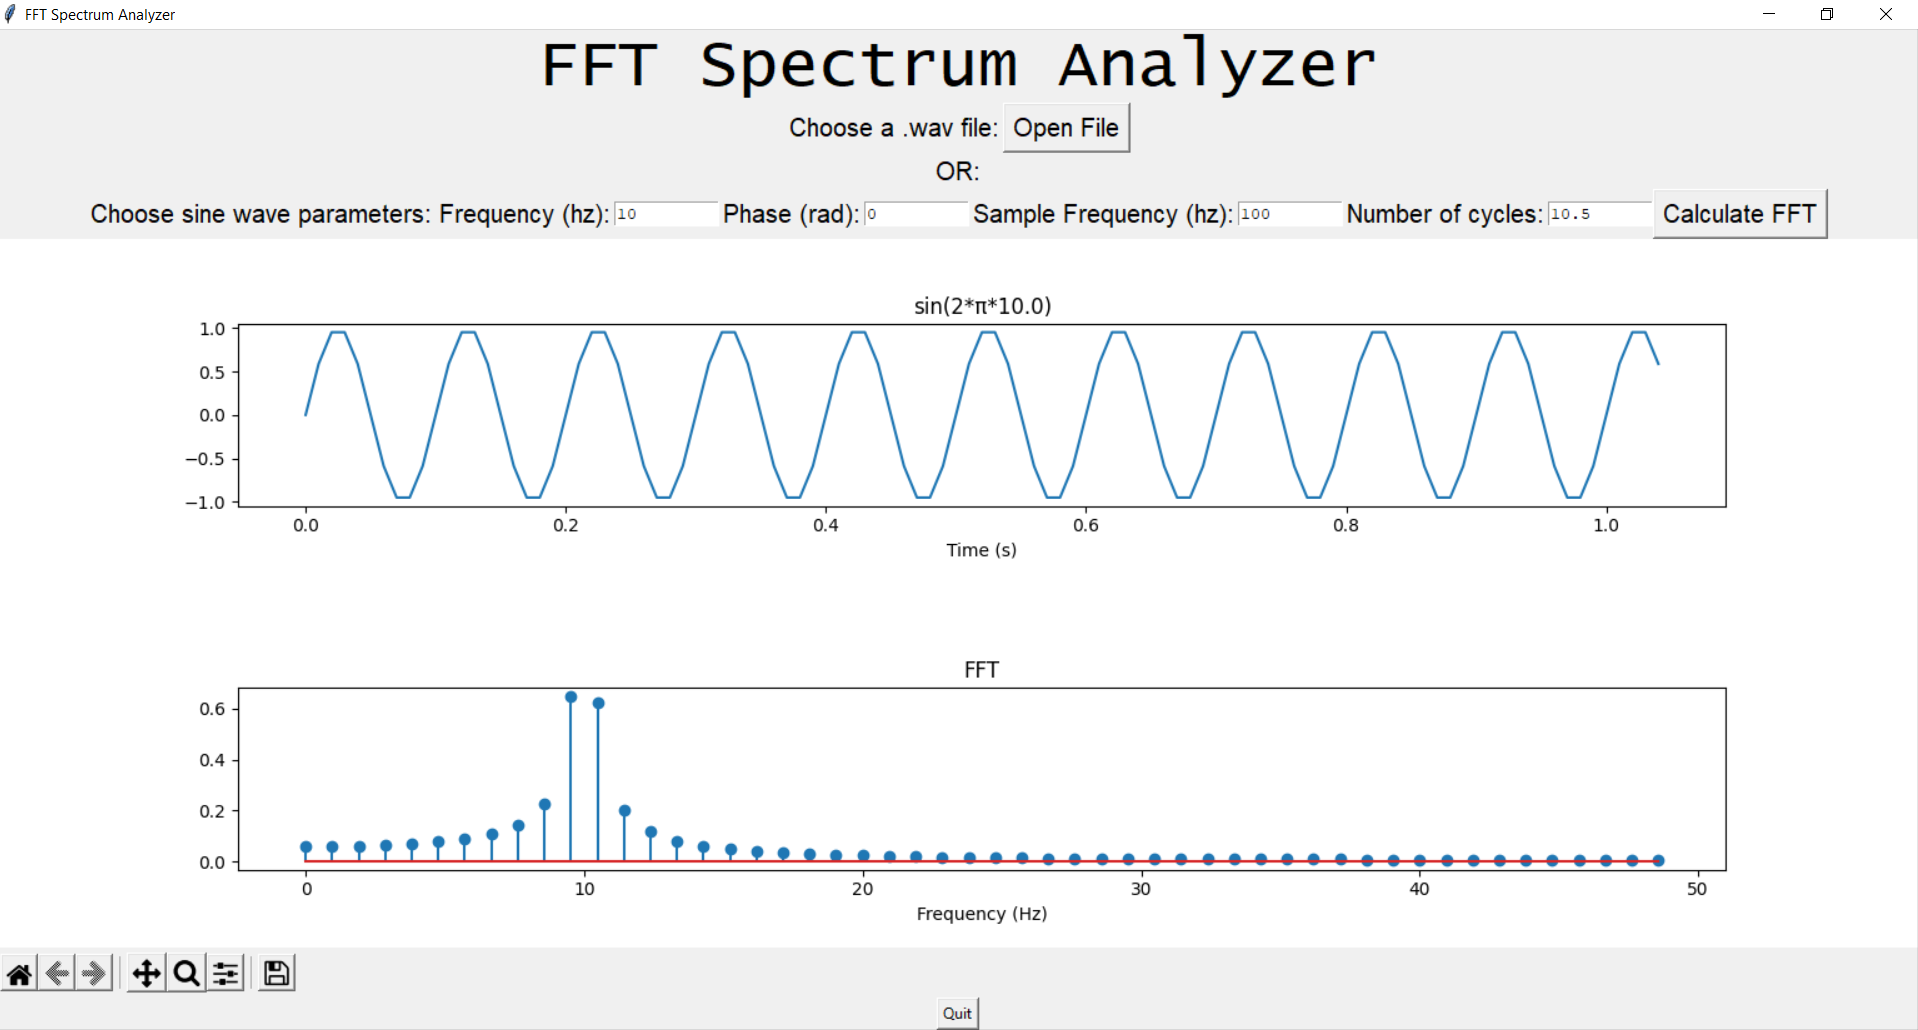 FFT Spectrum Analyzer
FFT Spectrum Analyzer
Choose a .wav file: Open File
OR:
Choose sine wave parameters: Frequency (hz): 10 Phase (rad): 0 Sample Frequency (hz): 100 Number of cycles: 10.5 Calculate FFT
sin(2*π*10.0)
1.0
0.5
0.0
−0.5
−1.0
0.0 0.2 0.4 0.6 0.8 1.0
Time (s)
FFT
0.6
0.4
0.2
0.0
0 10 20 30 40 50
Frequency (Hz)
Quit